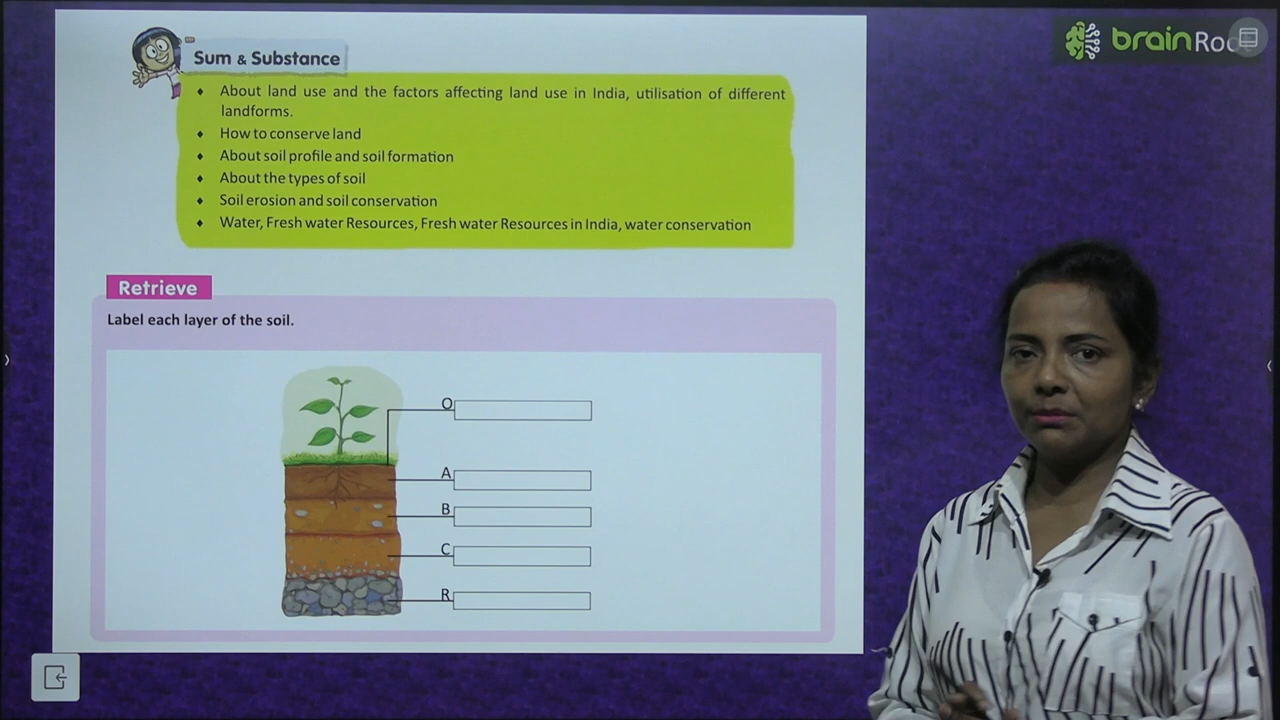 Sum & Substance
brain
♦ About land use and the factors affecting land use in India, utilisation of different
landforms.
♦ How to conserve land
♦ About soil profile and soil formation
♦ About the types of soil
♦ Soil erosion and soil conservation
♦ Water, Fresh water Resources, Fresh water Resources in India, water conservation
Retrieve
Label each layer of the soil.
O
A
B
C
R